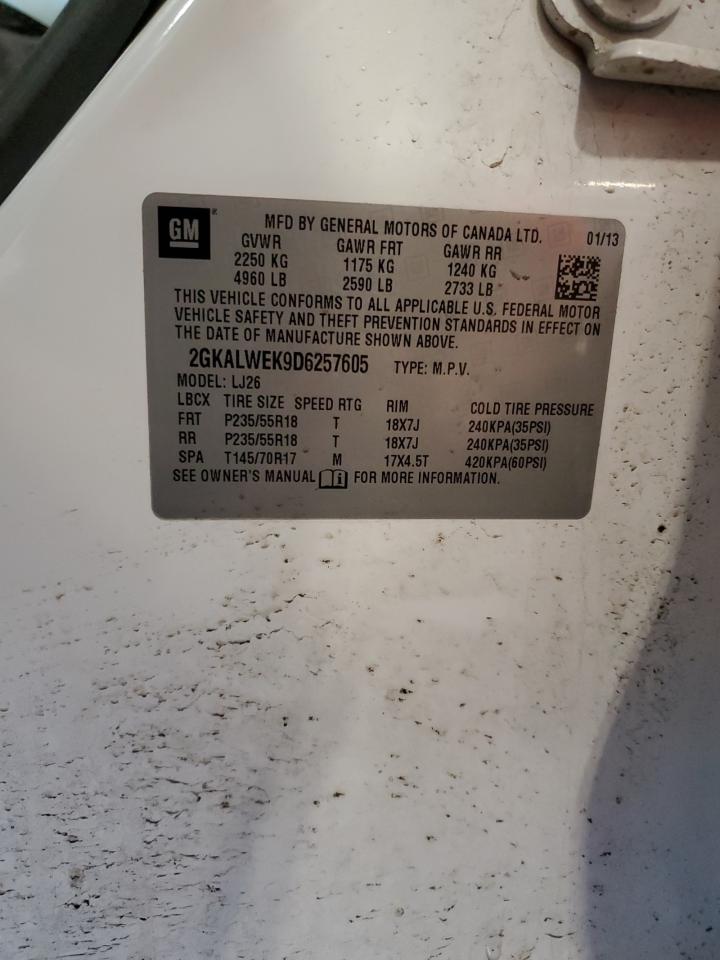 GM ® MFD BY GENERAL MOTORS OF CANADA LTD. 01/13
GVWR GAWR FRT GAWR RR
2250 KG 1175 KG 1240 KG
4960 LB 2590 LB 2733 LB
THIS VEHICLE CONFORMS TO ALL APPLICABLE U.S. FEDERAL MOTOR
VEHICLE SAFETY AND THEFT PREVENTION STANDARDS IN EFFECT ON
THE DATE OF MANUFACTURE SHOWN ABOVE.
2GKALWEK9D6257605 TYPE: M.P.V.
MODEL: LJ26
LBCX TIRE SIZE SPEED RTG RIM COLD TIRE PRESSURE
FRT P235/55R18 T 18X7J 240KPA(35PSI)
RR P235/55R18 T 18X7J 240KPA(35PSI)
SPA T145/70R17 M 17X4.5T 420KPA(60PSI)
SEE OWNER'S MANUAL i FOR MORE INFORMATION.